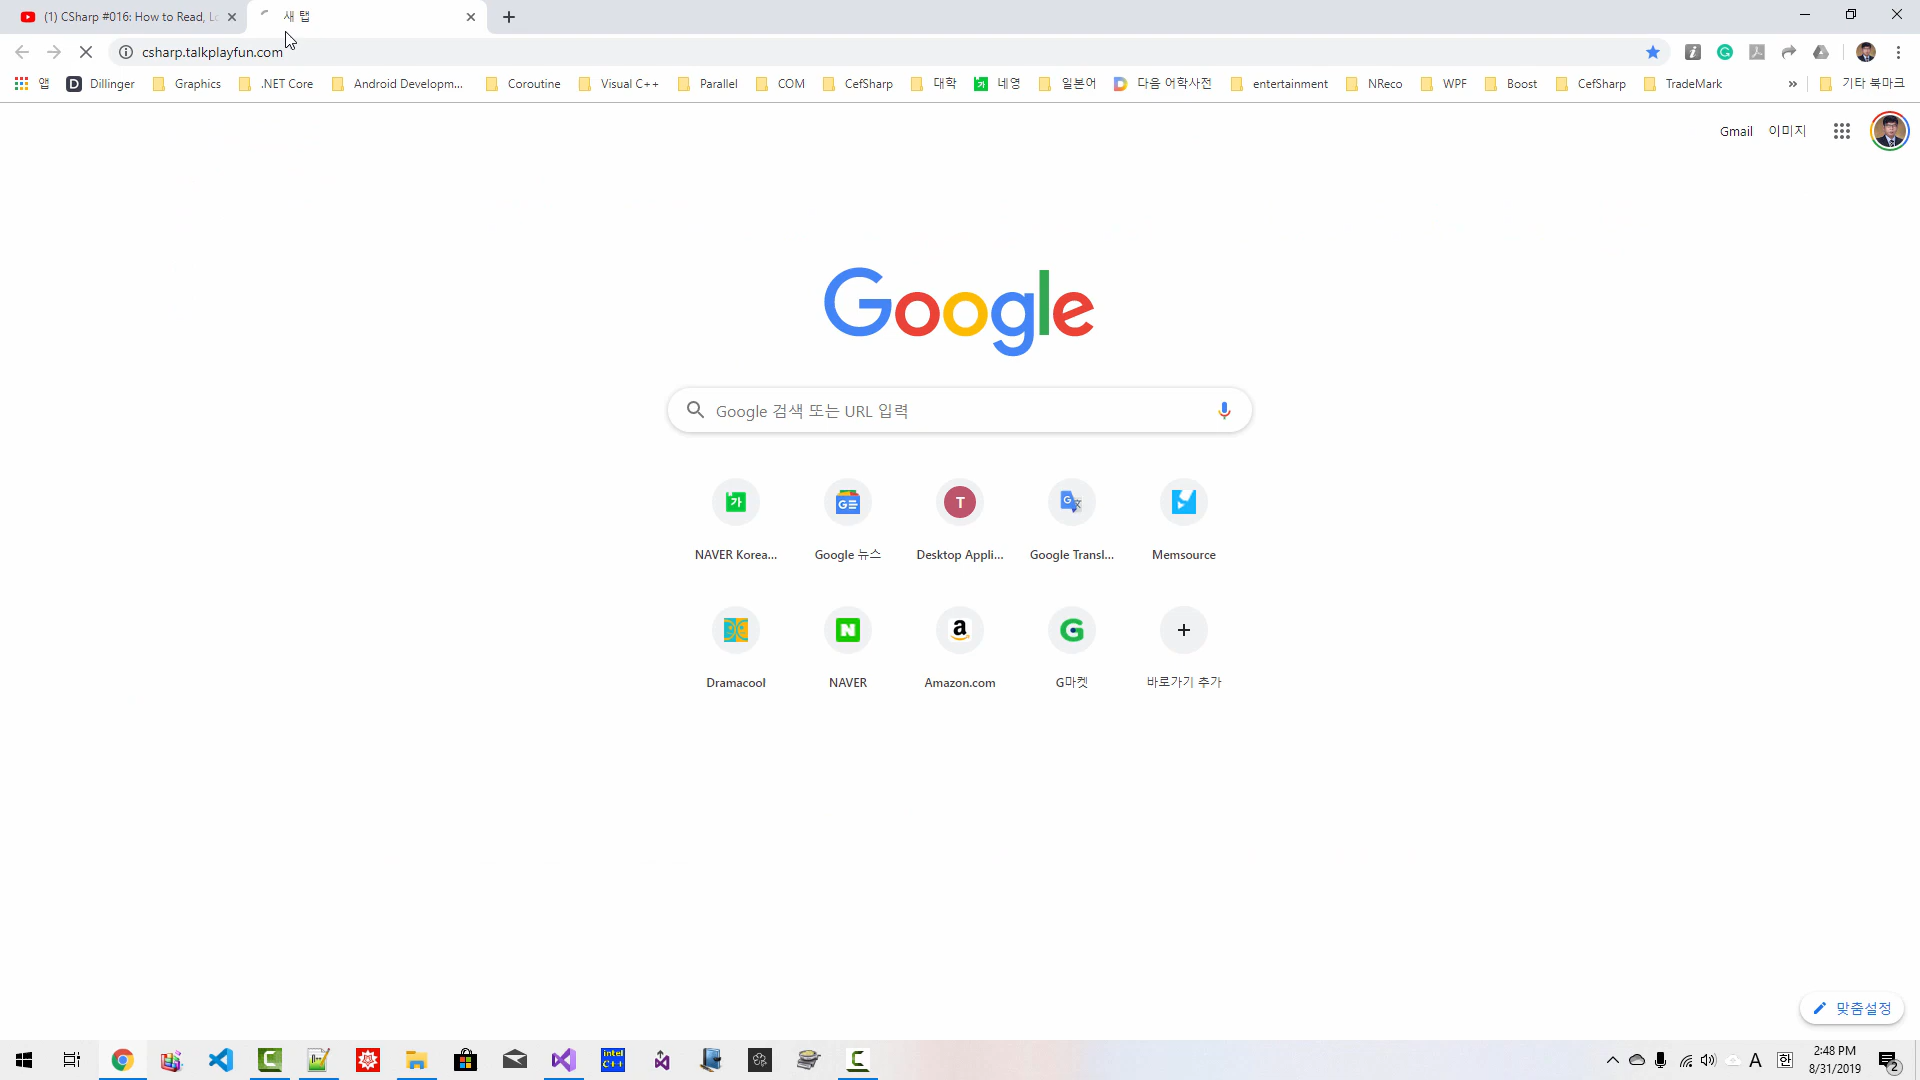 (1) CSharp #016: How to Read, Lo
새 탭
csharp.talkplayfun.com
앱
Dillinger
Graphics
.NET Core
Android Developm...
Coroutine
Visual C++
Parallel
COM
CefSharp
대학
네영
일본어
다음 어학사전
entertainment
NReco
WPF
Boost
CefSharp
TradeMark
»
기타 북마크
Gmail
이미지
Google
Google 검색 또는 URL 입력
NAVER Korea...
Google 뉴스
Desktop Appli...
Google Transl...
Memsource
Dramacool
NAVER
Amazon.com
G마켓
바로가기 추가
맞춤설정
intel
C++
A
한
2:48 PM
8/31/2019
2